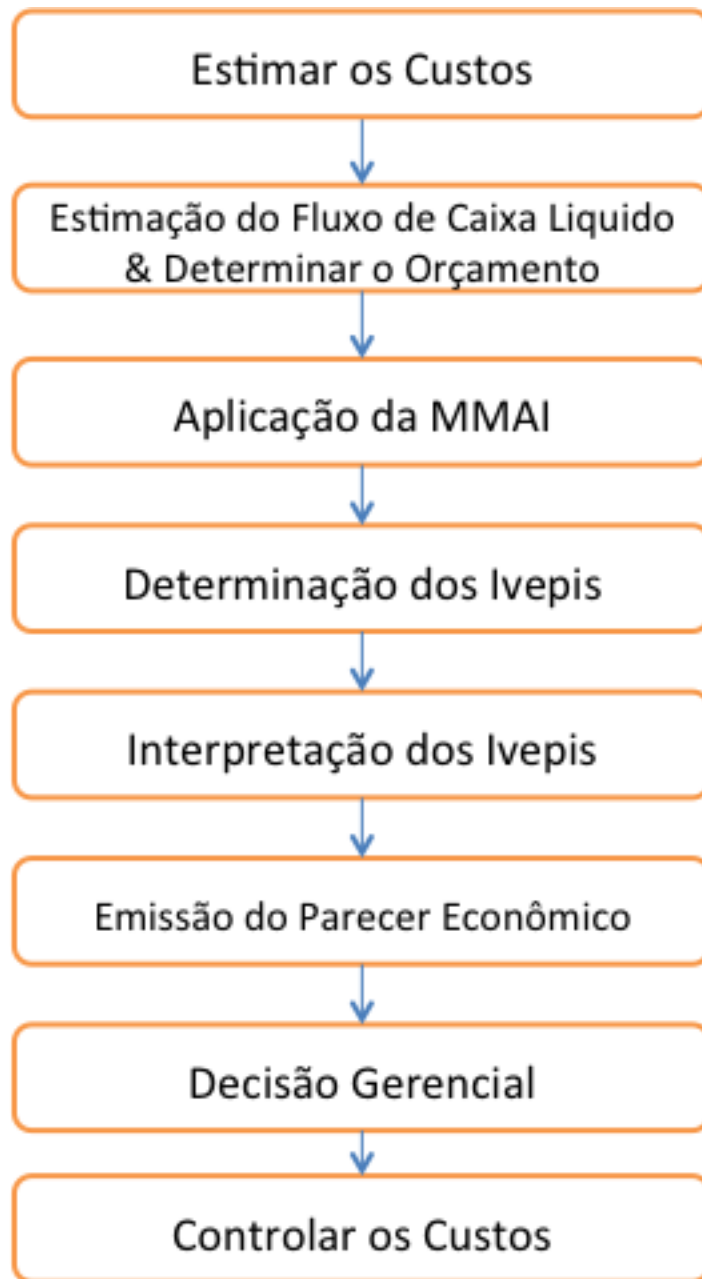 Estimar os Custos
Estimação do Fluxo de Caixa Liquido
& Determinar o Orçamento
Aplicação da MMAI
Determinação dos Ivepis
Interpretação dos Ivepis
Emissão do Parecer Econômico
Decisão Gerencial
Controlar os Custos